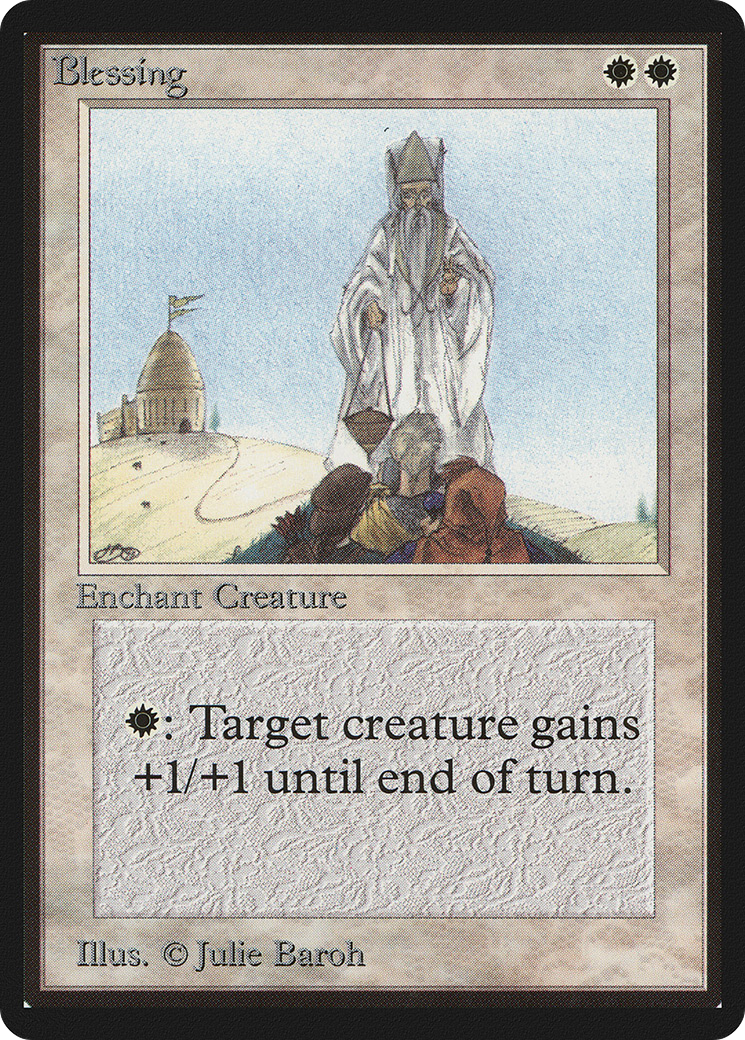 Blessing
Enchant Creature
: Target creature gains
+1/+1 until end of turn.
Illus. © Julie Baroh